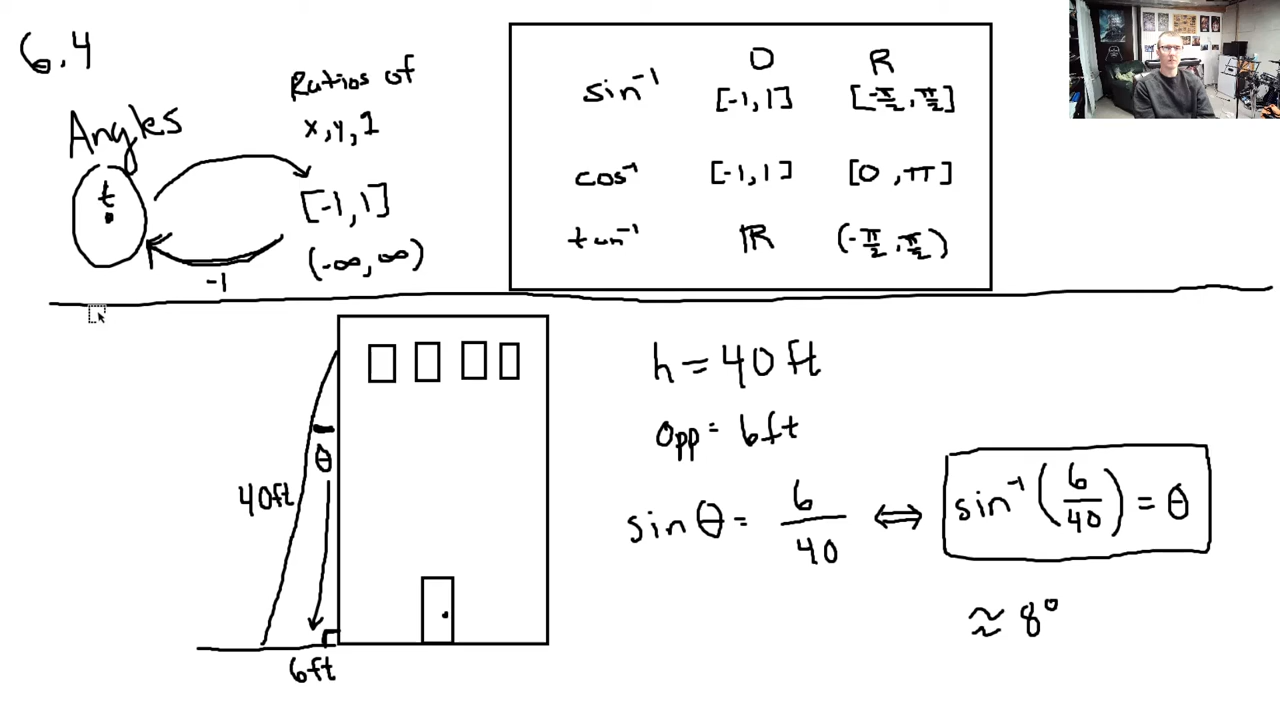 6.4
Angles
t
Ratios of
x, y, 1
[-1, 1]
(-∞, ∞)
-1
D R
sin⁻¹ [-1, 1] [-π/2, π/2]
cos⁻¹ [-1, 1] [0, π]
tan⁻¹ ℝ (-π/2, π/2)
θ
40ft
6ft
h = 40 ft
opp = 6 ft
sin θ = 6/40 ⟺ sin⁻¹(6/40) = θ
≈ 8°